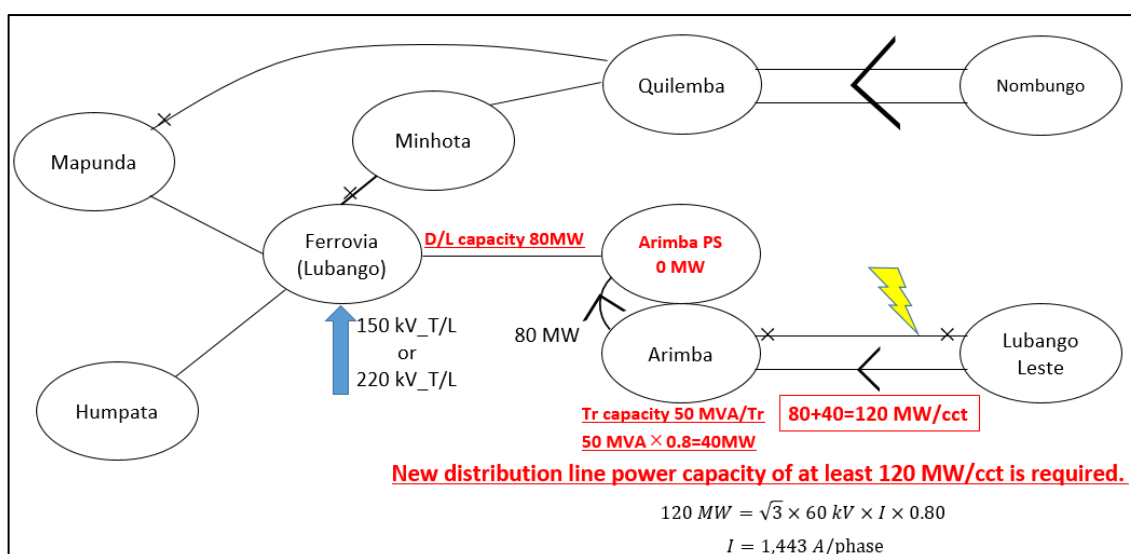 Quilemba
Nombungo
Minhota
Mapunda
Ferrovia
(Lubango)
D/L capacity 80MW
Arimba PS
0 MW
150 kV_T/L
or
220 kV_T/L
80 MW
Arimba
Lubango
Leste
Humpata
Tr capacity 50 MVA/Tr
50 MVA×0.8=40MW
80+40=120 MW/cct
New distribution line power capacity of at least 120 MW/cct is required.
120 MW = √3 × 60 kV × I × 0.80
I = 1,443 A/phase